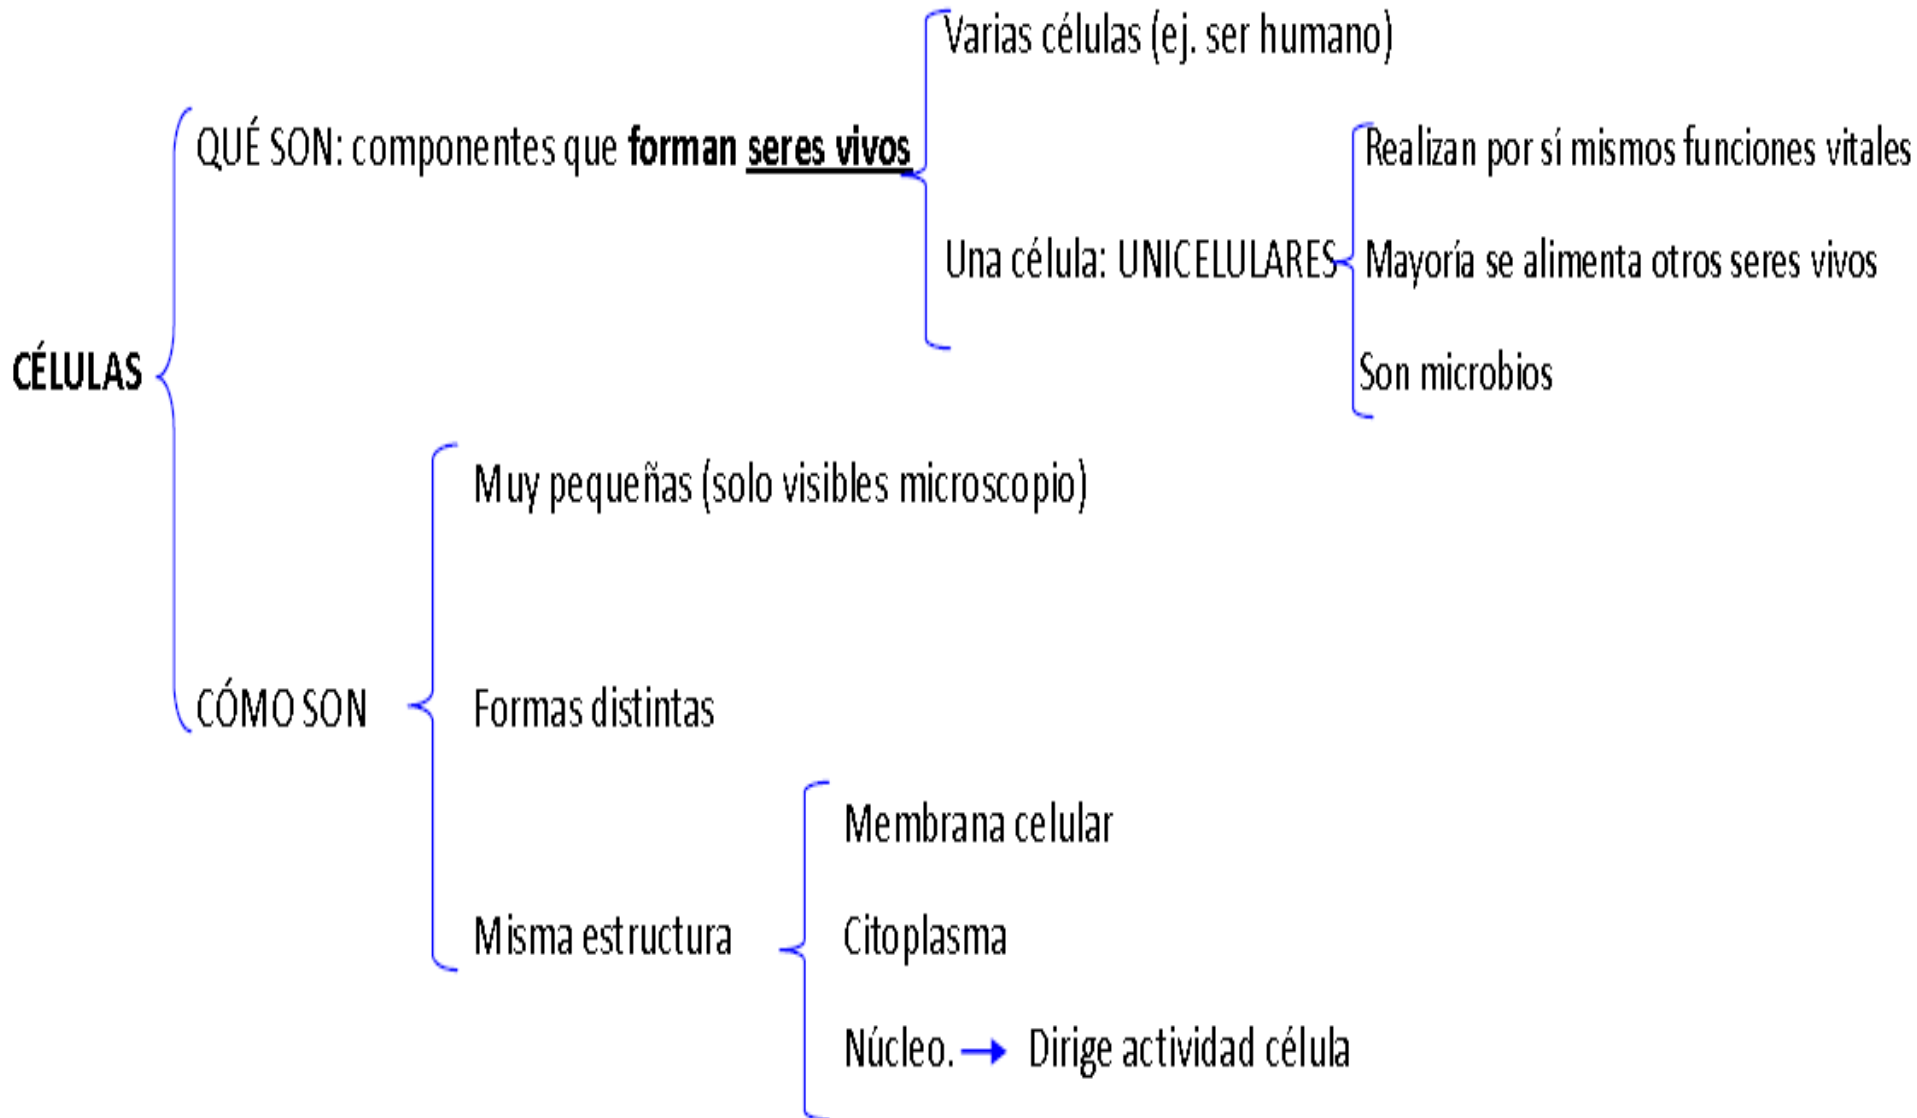 CÉLULAS
QUÉ SON: componentes que forman seres vivos
Varias células (ej. ser humano)
Una célula: UNICELULARES
Realizan por sí mismos funciones vitales
Mayoría se alimenta otros seres vivos
Son microbios
CÓMO SON
Muy pequeñas (solo visibles microscopio)
Formas distintas
Misma estructura
Membrana celular
Citoplasma
Núcleo. → Dirige actividad célula